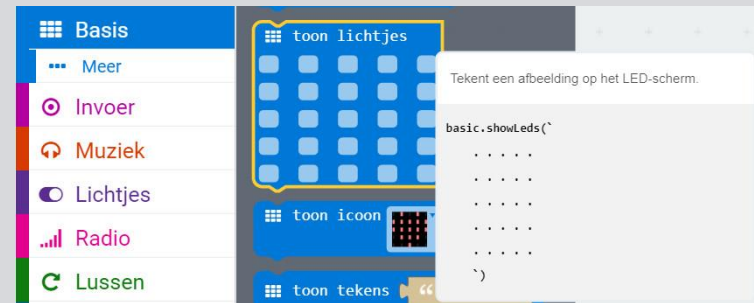 Basis
Meer
Invoer
Muziek
Lichtjes
Radio
Lussen
toon lichtjes
toon icoon
toon tekens “
Tekent een afbeelding op het LED-scherm.
basic.showLeds(`
. . . . .
. . . . .
. . . . .
. . . . .
. . . . .
`)